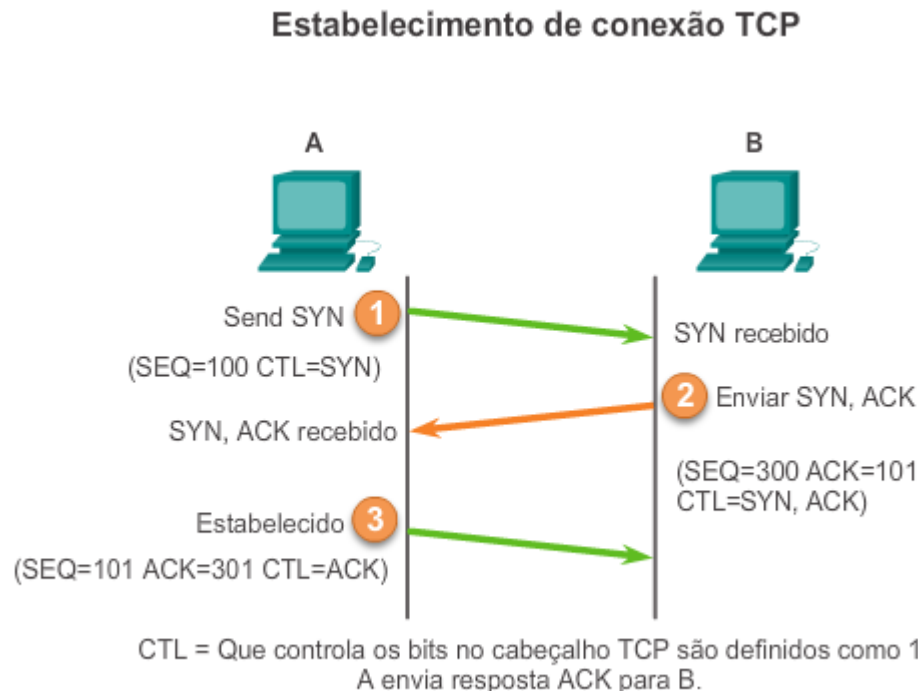 Estabelecimento de conexão TCP
A
B
Send SYN 1
(SEQ=100 CTL=SYN)
SYN recebido
2 Enviar SYN, ACK
SYN, ACK recebido
(SEQ=300 ACK=101
CTL=SYN, ACK)
Estabelecido 3
(SEQ=101 ACK=301 CTL=ACK)
CTL = Que controla os bits no cabeçalho TCP são definidos como 1
A envia resposta ACK para B.